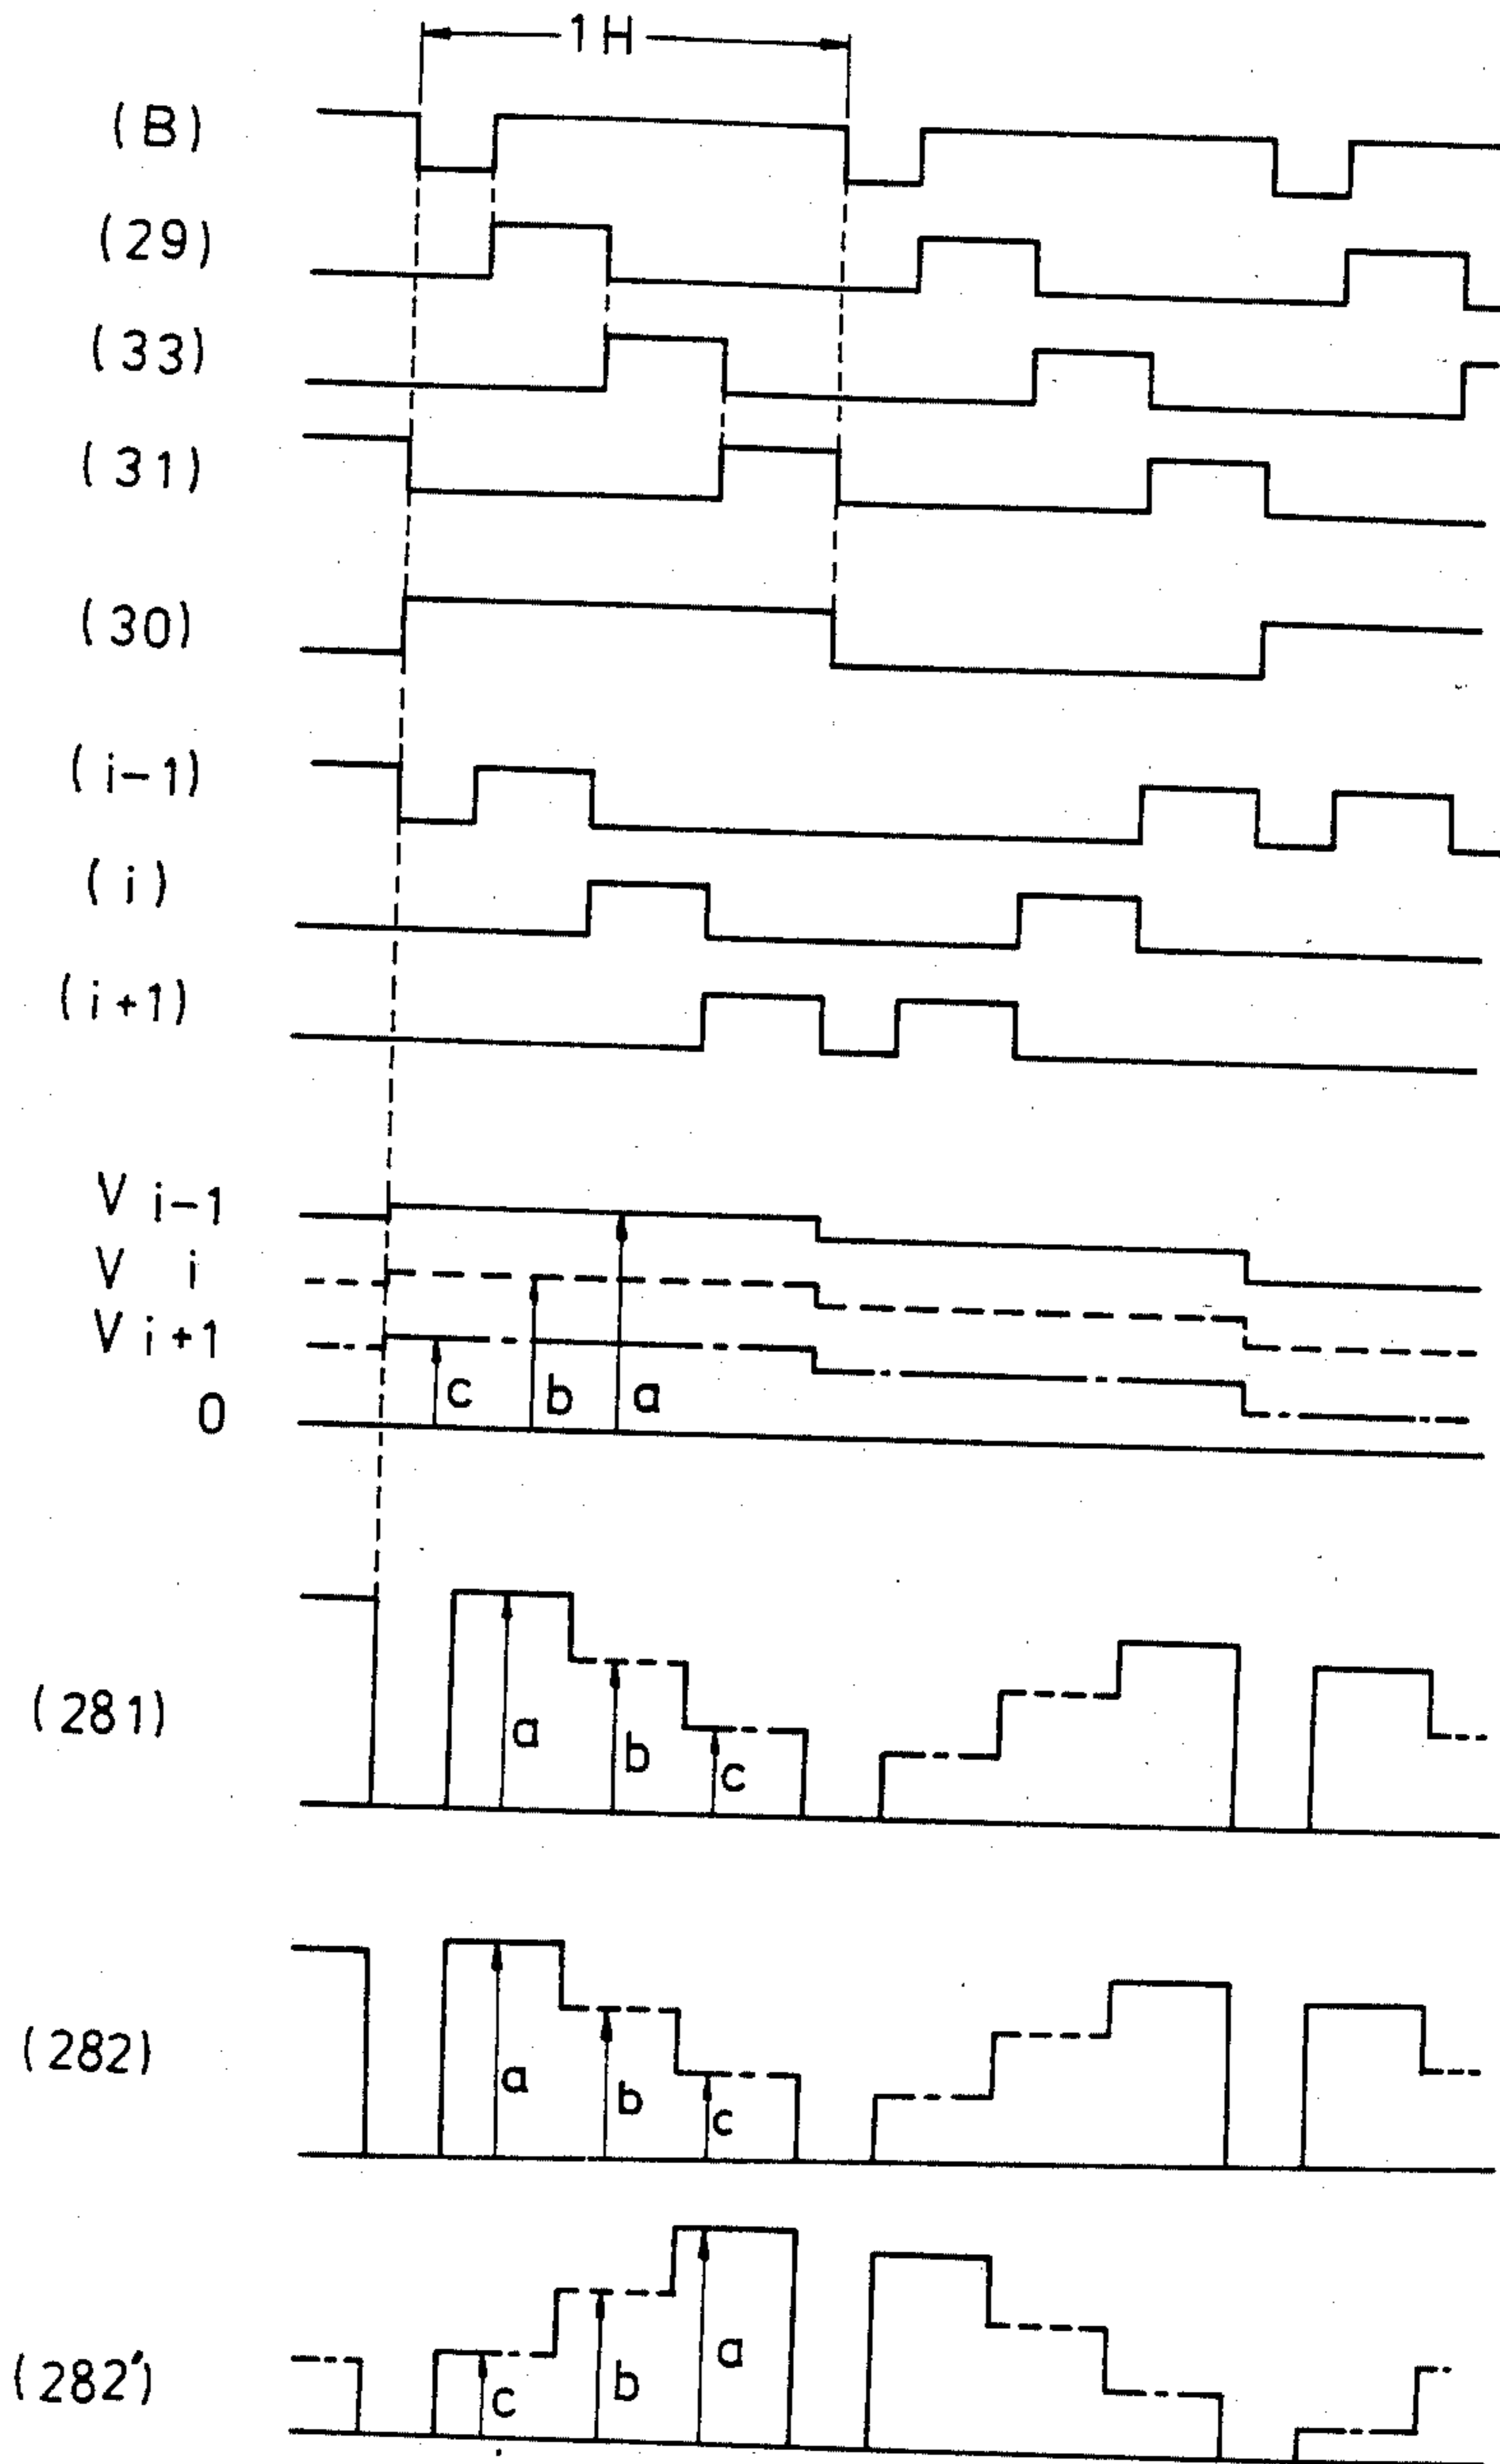 1H
(B)
(29)
(33)
(31)
(30)
(i-1)
(i)
(i+1)
V i-1
V i
V i+1
c b a
0
(281)
a b c
(282)
a b c
(282')
c b a